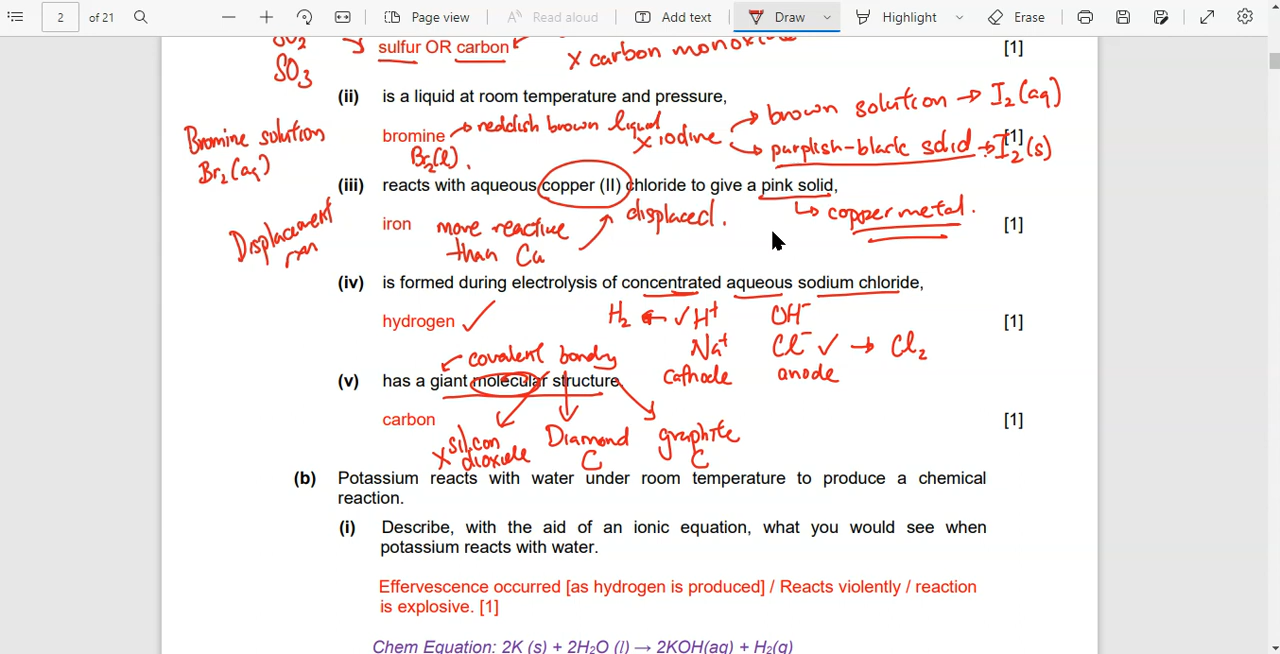 2 of 21 Page view Read aloud Add text Draw Highlight Erase
SO2
sulfur OR carbon x carbon monoxide [1]
SO3
(ii) is a liquid at room temperature and pressure,
brown solution → I2 (aq)
Bromine solution
Br2 (aq)
bromine → reddish brown liquid x iodine [1]
purplish-black solid → I2 (s)
Br2(l).
(iii) reacts with aqueous copper (II) chloride to give a pink solid,
↳ copper metal.
Displacement
rxn
iron more reactive displaced. [1]
than Cu
(iv) is formed during electrolysis of concentrated aqueous sodium chloride,
hydrogen ✓ H2 ← ✓ H+ OH- [1]
Na+ Cl- ✓ → Cl2
covalent bonding cathode anode
(v) has a giant molecular structure.
carbon [1]
x silicon dioxide Diamond graphite
C C
(b) Potassium reacts with water under room temperature to produce a chemical
reaction.
(i) Describe, with the aid of an ionic equation, what you would see when
potassium reacts with water.
Effervescence occurred [as hydrogen is produced] / Reacts violently / reaction
is explosive. [1]
Chem Equation: 2K (s) + 2H2O (l) → 2KOH(aq) + H2(g)